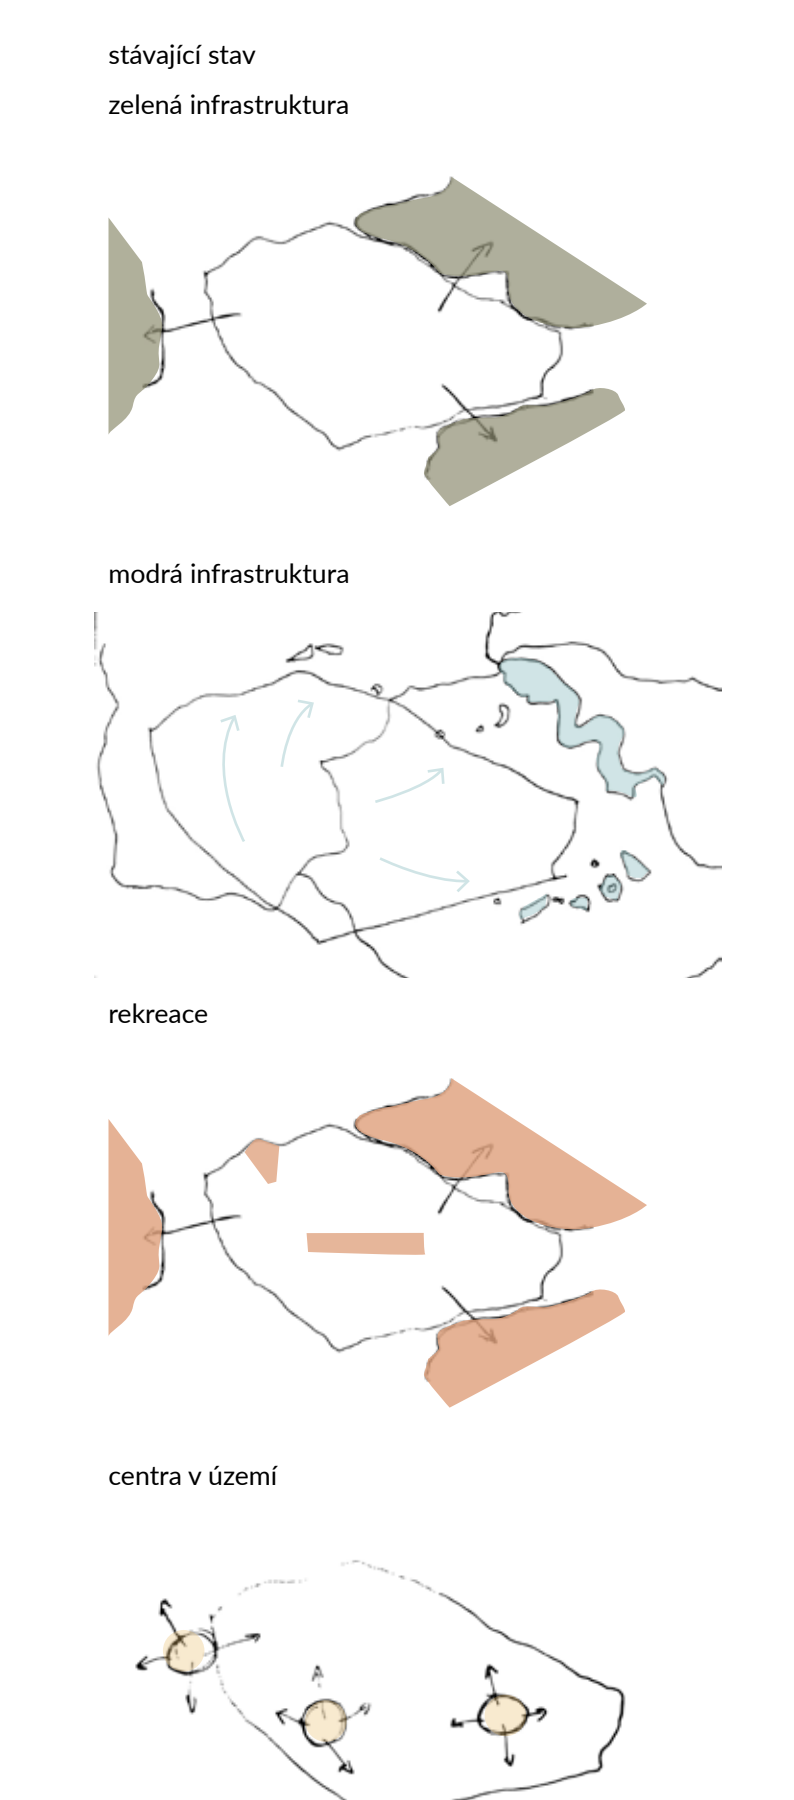 stávající stav
zelená infrastruktura
modrá infrastruktura
rekreace
centra v území